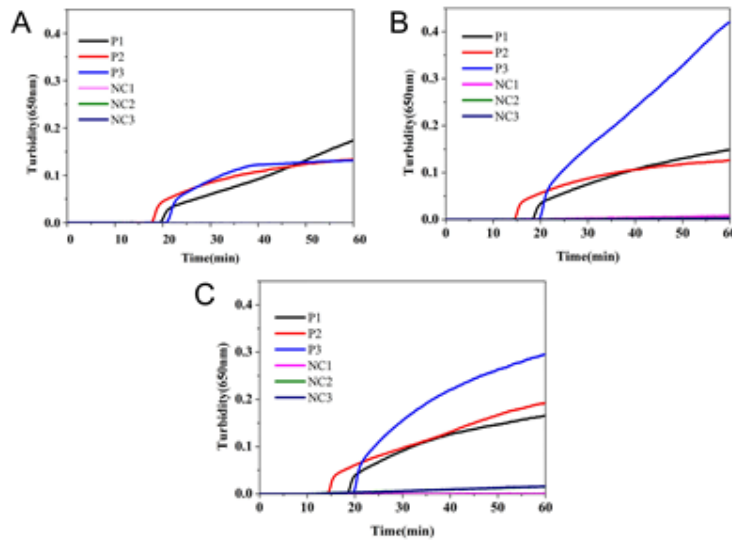 A
P1
P2
P3
NC1
NC2
NC3
Turbidity(650nm)
0.4
0.3
0.2
0.1
0.0
0 10 20 30 40 50 60
Time(min)
B
P1
P2
P3
NC1
NC2
NC3
Turbidity(650nm)
0.4
0.3
0.2
0.1
0.0
0 10 20 30 40 50 60
Time(min)
C
P1
P2
P3
NC1
NC2
NC3
Turbidity(650nm)
0.4
0.3
0.2
0.1
0.0
0 10 20 30 40 50 60
Time(min)